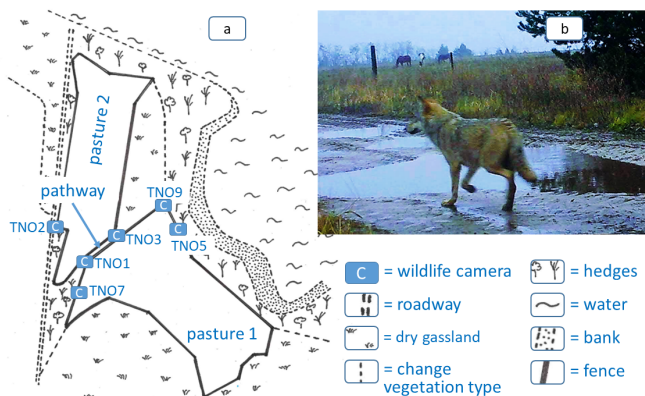 a
b
pasture 2
pathway
TNO9
C
TNO2
C
C
TNO3
C
TNO5
C
TNO1
C
TNO7
pasture 1
C = wildlife camera
= roadway
= dry gassland
= change
vegetation type
= hedges
= water
= bank
= fence